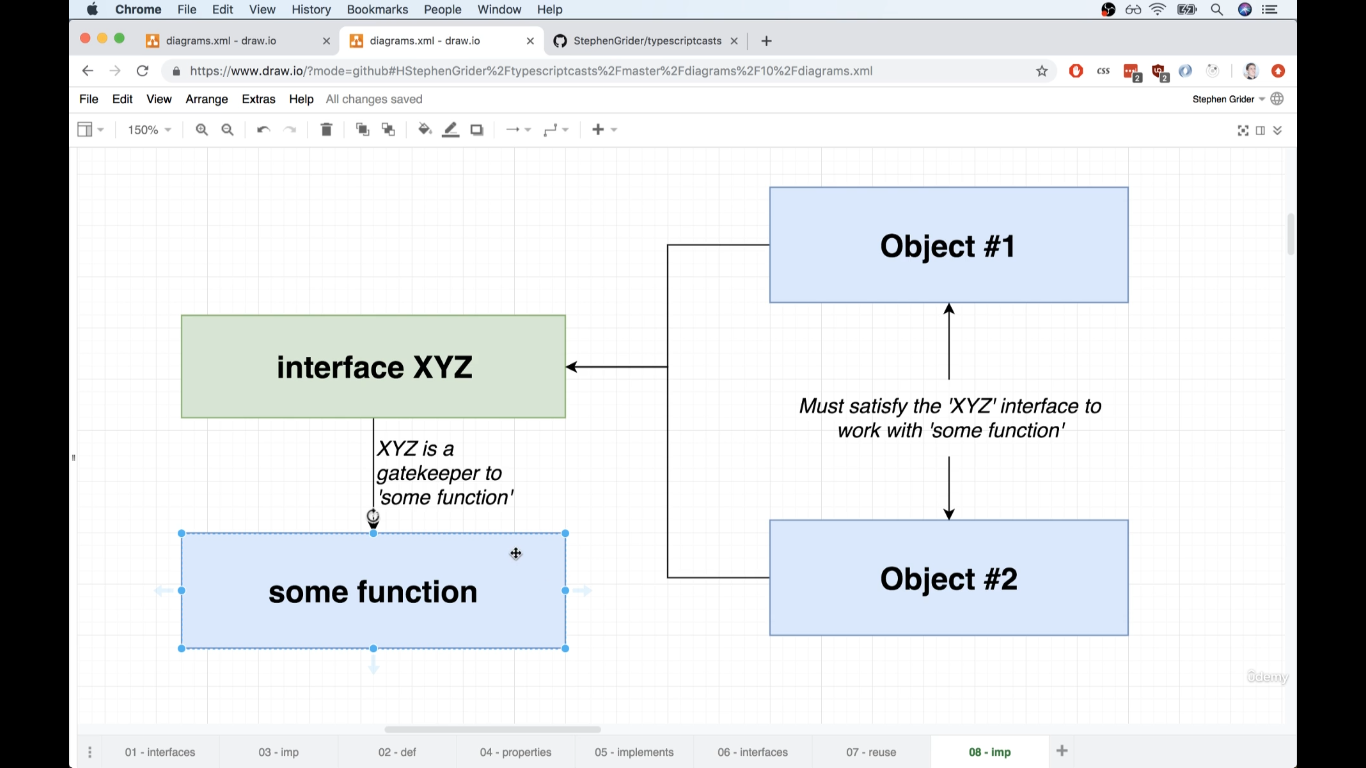 Chrome File Edit View History Bookmarks People Window Help
diagrams.xml - draw.io diagrams.xml - draw.io StephenGrider/typescriptcasts
https://www.draw.io/?mode=github#HStephenGrider%2Ftypescriptcasts%2Fmaster%2Fdiagrams%2F10%2Fdiagrams.xml
CSS 2 2
File Edit View Arrange Extras Help All changes saved
Stephen Grider
150%
Object #1
interface XYZ
Must satisfy the 'XYZ' interface to
work with 'some function'
XYZ is a
gatekeeper to
'some function'
some function
Object #2
ûdemy
01 - interfaces 03 - imp 02 - def 04 - properties 05 - implements 06 - interfaces 07 - reuse 08 - imp